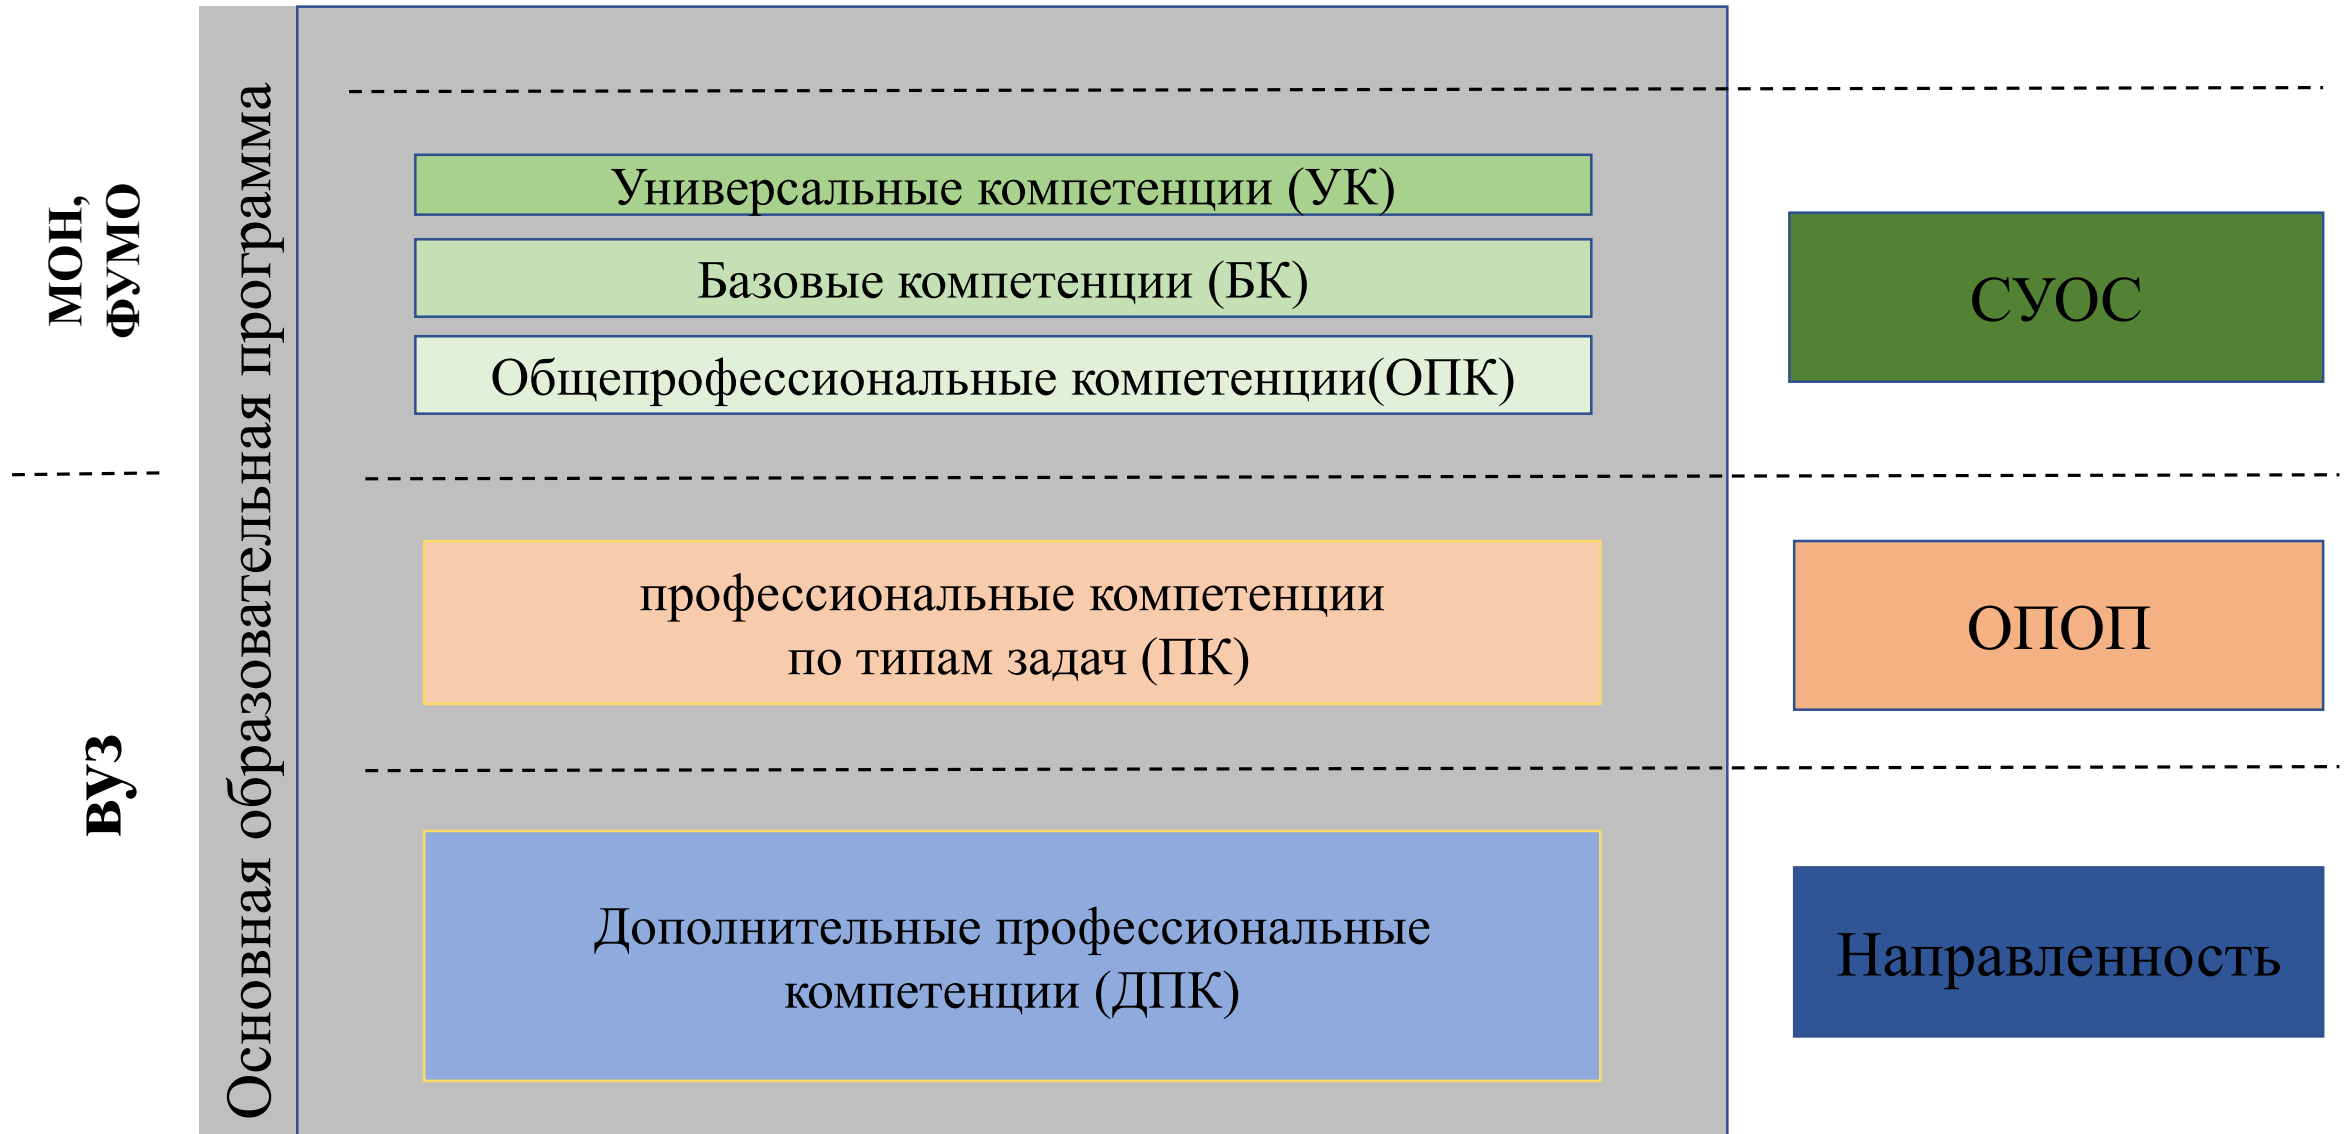 МОН,
ФУМО
вуз
Основная образовательная программа
Универсальные компетенции (УК)
Базовые компетенции (БК)
Общепрофессиональные компетенции(ОПК)
СУОС
профессиональные компетенции
по типам задач (ПК)
ОПОП
Дополнительные профессиональные
компетенции (ДПК)
Направленность